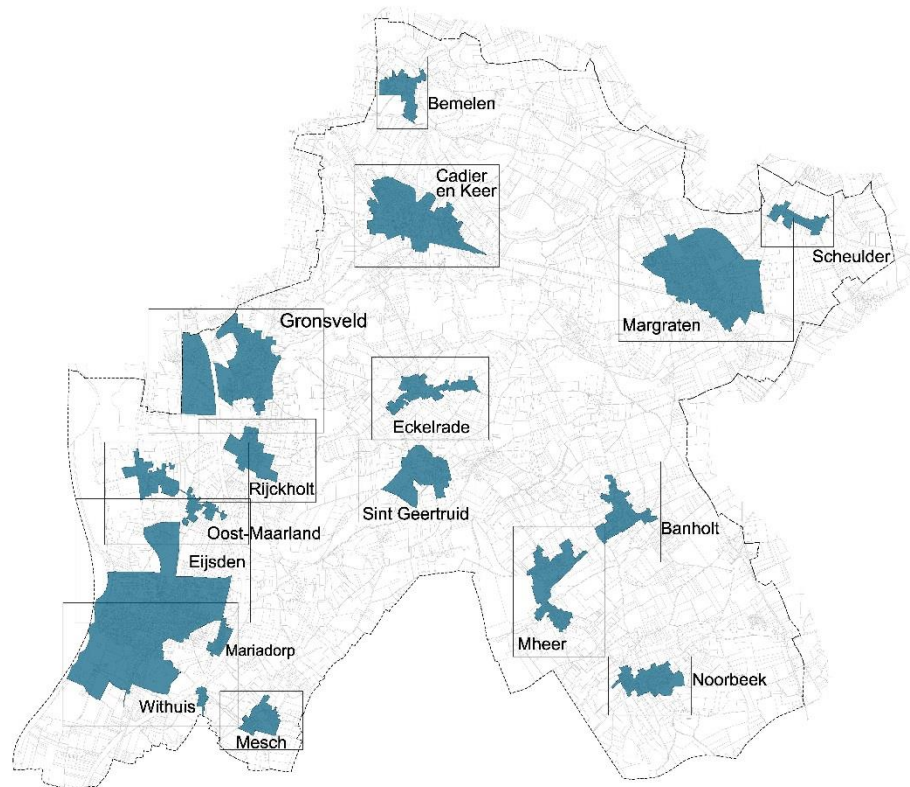 Bemelen
Cadier
en Keer
Scheulder
Margraten
Gronsveld
Eckelrade
Rijckholt
Sint Geertruid
Oost-Maarland
Banholt
Eijsden
Mheer
Mariadorp
Noorbeek
Withuis
Mesch